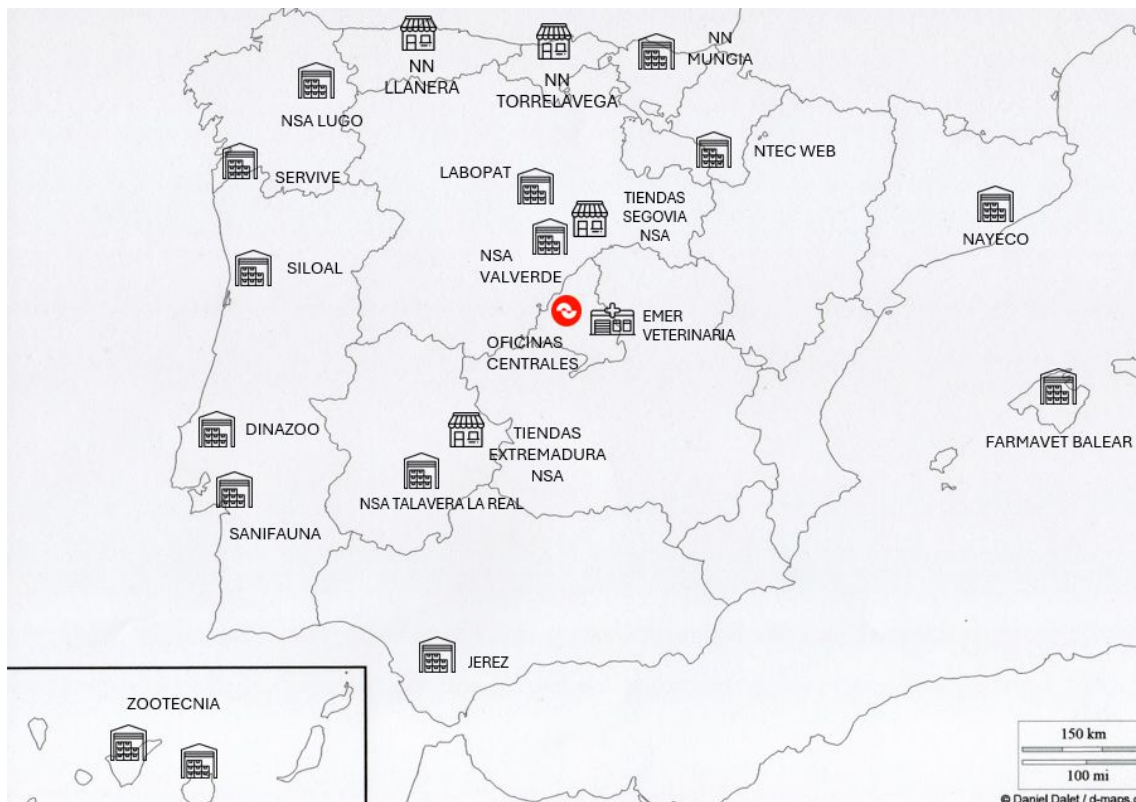 NN
LLANERA
NN
TORRELAVEGA
NN
MUNGIA
NSA LUGO
NTEC WEB
SERVIVE
LABOPAT
TIENDAS
SEGOVIA
NSA
NAYECO
NSA
VALVERDE
SILOAL
EMER
VETERINARIA
OFICINAS
CENTRALES
DINAZOO
TIENDAS
EXTREMADURA
NSA
FARMAVET BALEAR
NSA TALAVERA LA REAL
SANIFAUNA
JEREZ
ZOOTECNIA
150 km
100 mi
© Daniel Dalet / d-maps.c